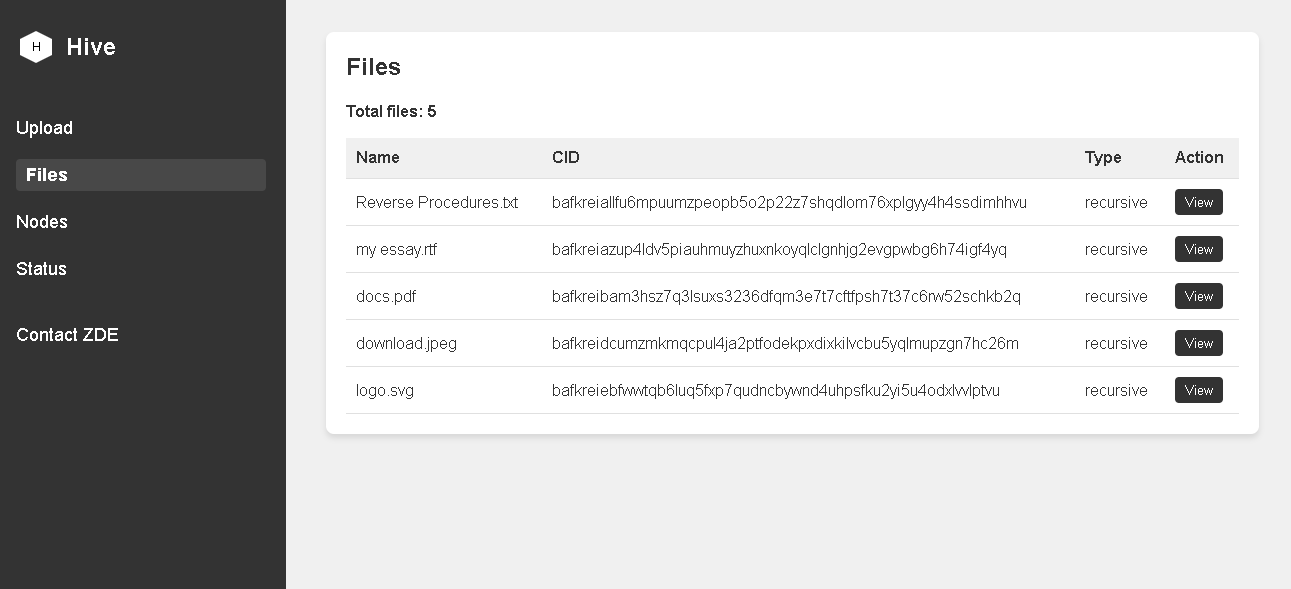 H Hive
Upload
Files
Nodes
Status
Contact ZDE
Files
Total files: 5
Name CID Type Action
Reverse Procedures.txt bafkreiallfu6mpuumzpeopb5o2p22z7shqdlom76xplgyy4h4ssdimhhvu recursive View
my essay.rtf bafkreiazup4ldv5piauhmuyzhuxnkoyqlclgnhjg2evgpwbg6h74igf4yq recursive View
docs.pdf bafkreibam3hsz7q3lsuxs3236dfqm3e7t7cftfpsh7t37c6rw52schkb2q recursive View
download.jpeg bafkreidcumzmkmqcpul4ja2ptfodekpxdixkilvcbu5yqlmupzgn7hc26m recursive View
logo.svg bafkreiebfwwtqb6luq5fxp7qudncbywnd4uhpsfku2yi5u4odxlvvlptvu recursive View